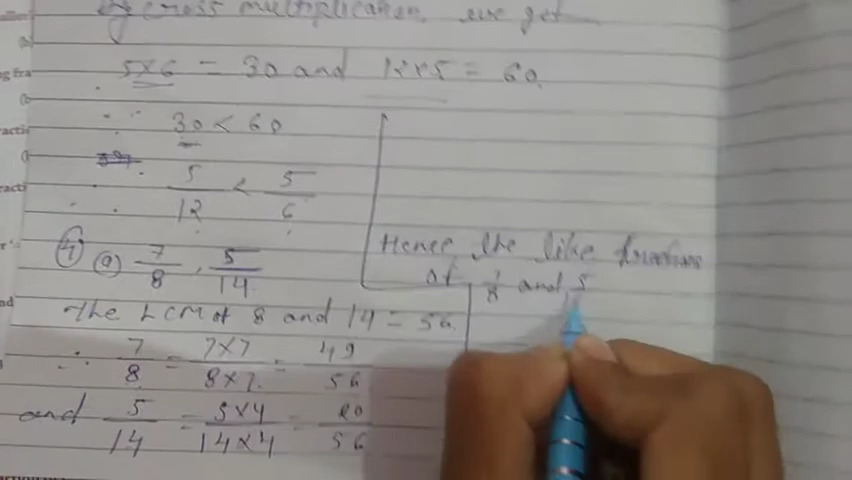 by cross multiplication, we get
5×6 = 30 and 12×5 = 60
∴ 30 < 60
∴ 5/12 < 5/6
④ ⓐ 7/8, 5/14
The LCM of 8 and 14 = 56.
∴ 7/8 = 7×7/8×7 = 49/56
and 5/14 = 5×4/14×4 = 20/56
Hence the like fractions
of 7/8 and 5